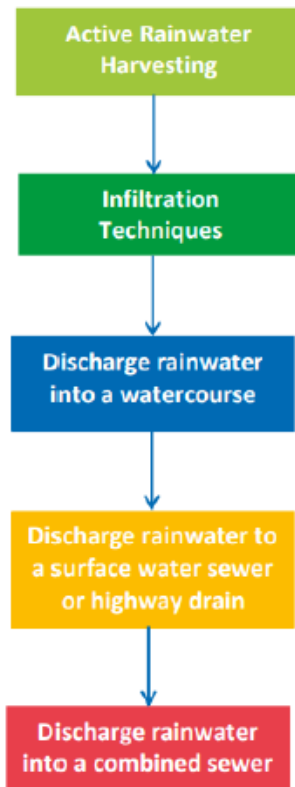 Active Rainwater
Harvesting
Infiltration
Techniques
Discharge rainwater
into a watercourse
Discharge rainwater to
a surface water sewer
or highway drain
Discharge rainwater
into a combined sewer